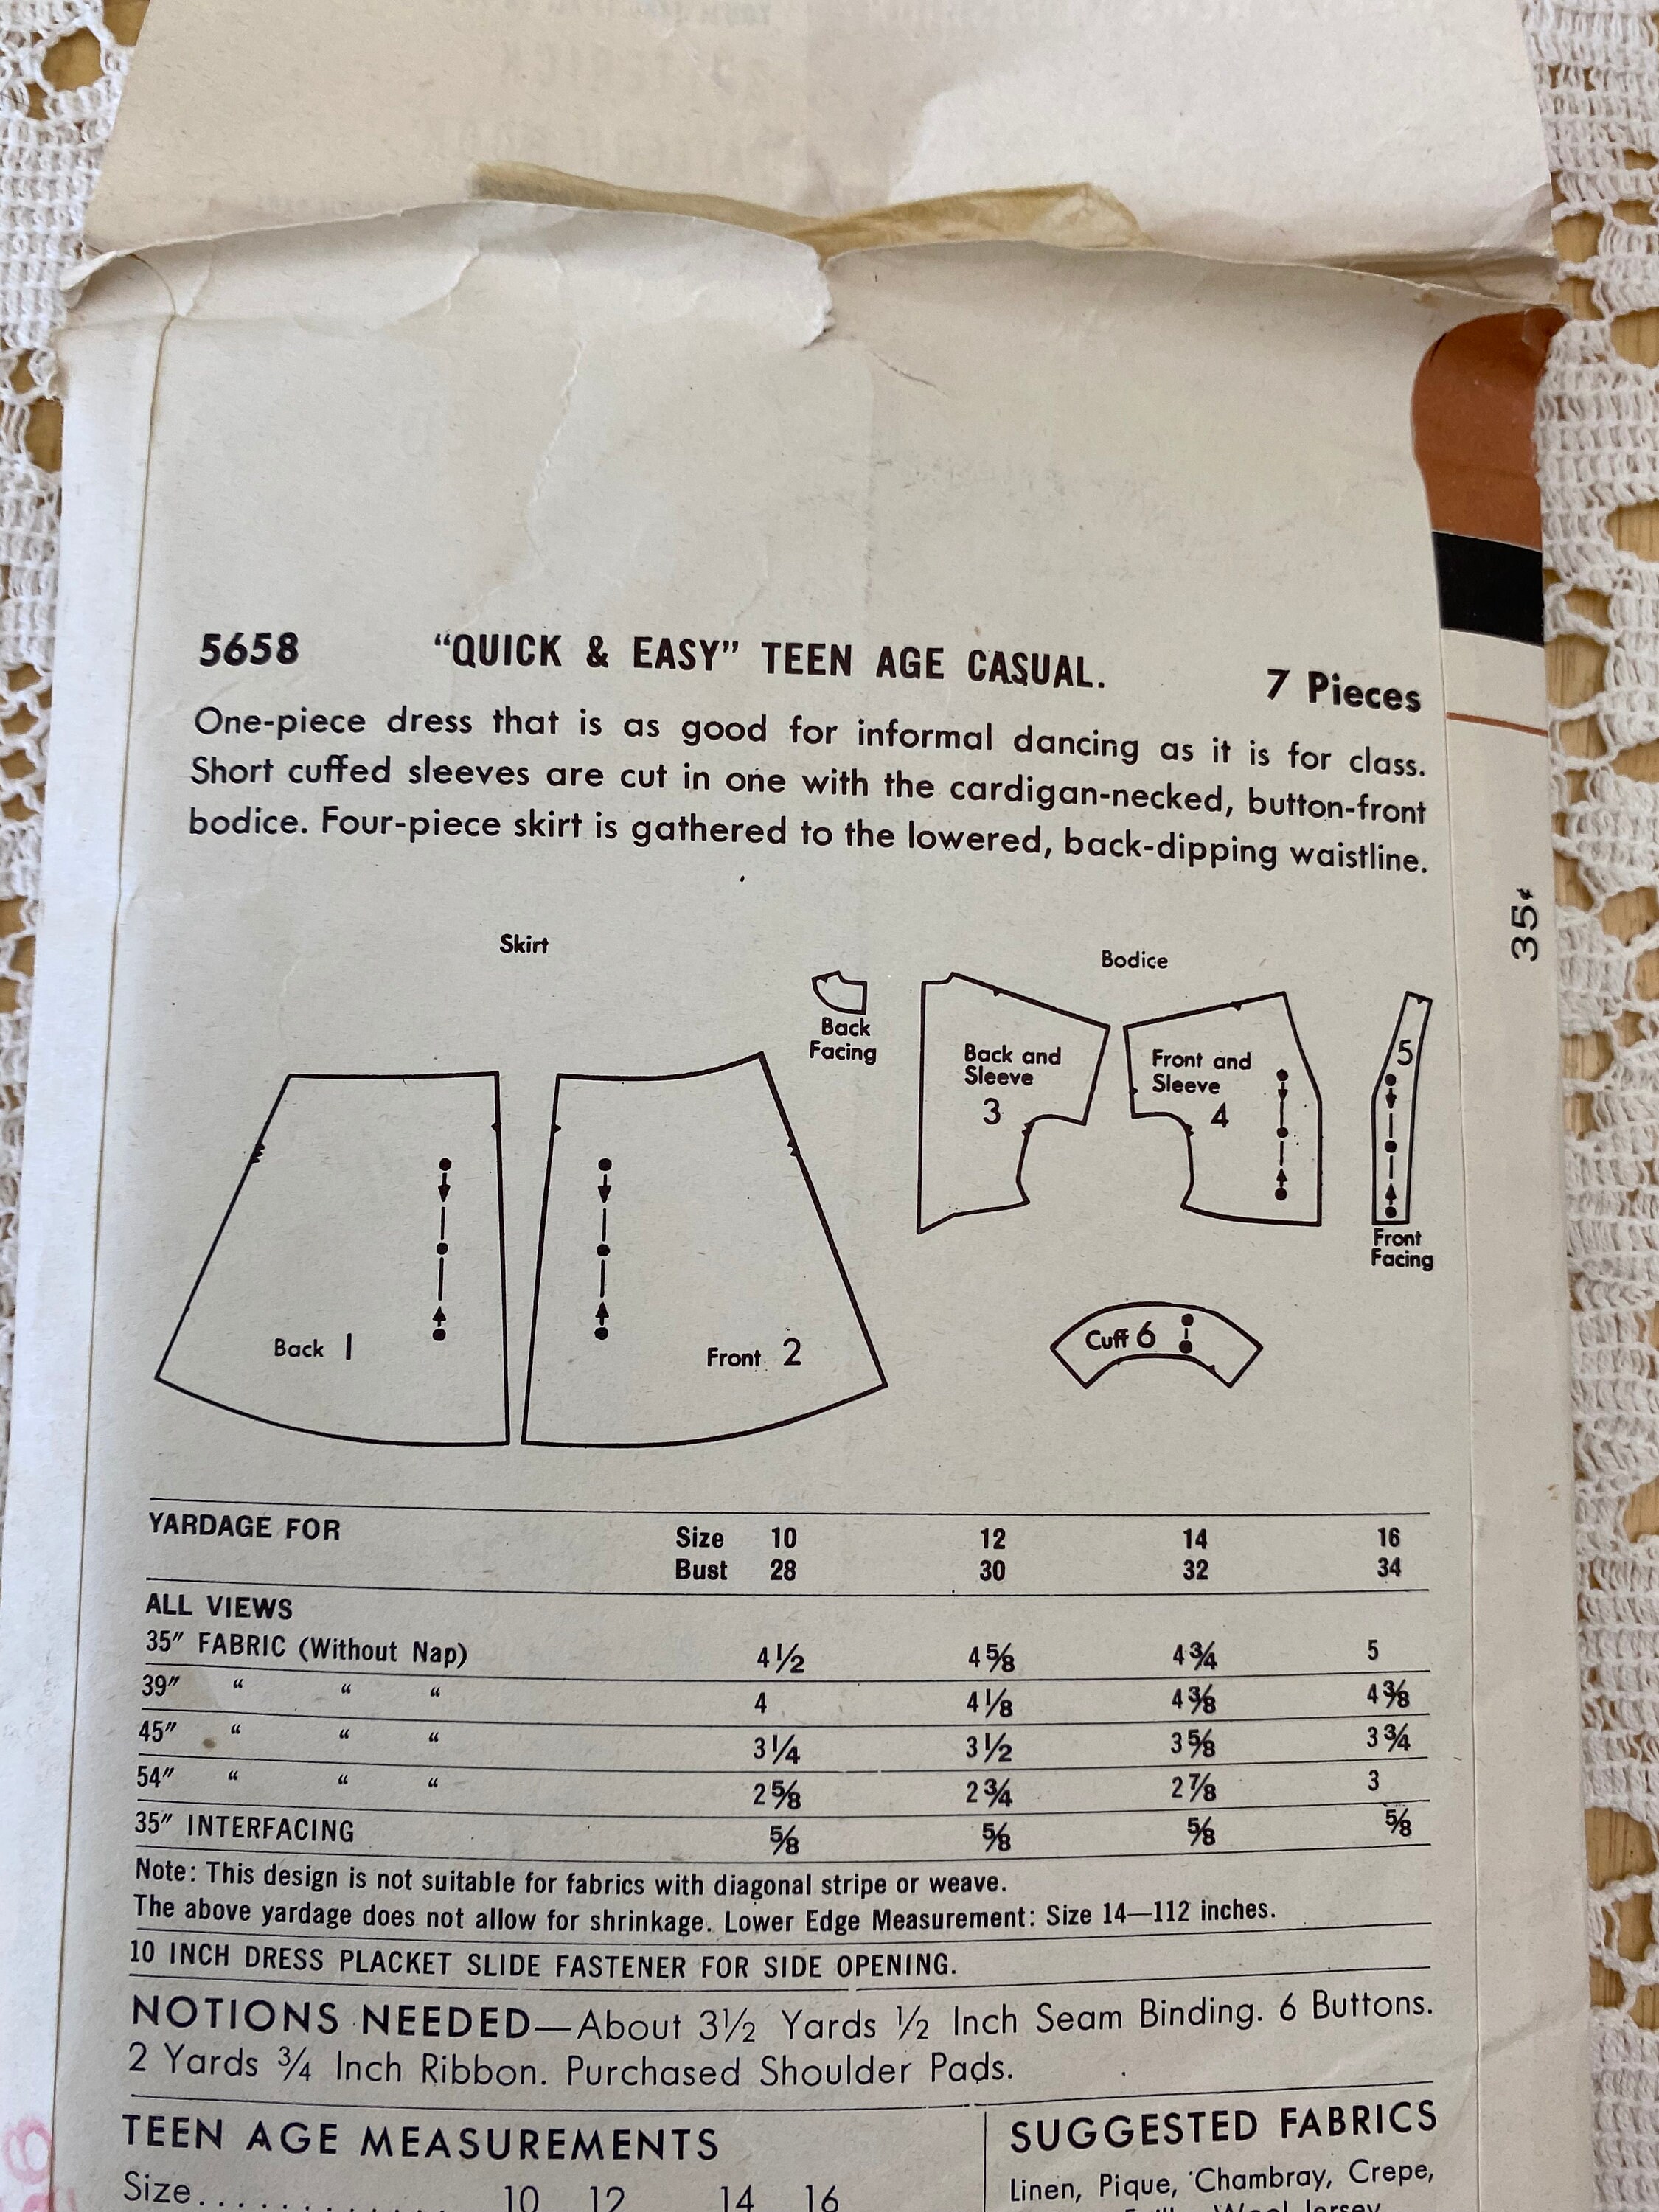 5658 “QUICK & EASY” TEEN AGE CASUAL. 7 Pieces
One-piece dress that is as good for informal dancing as it is for class.
Short cuffed sleeves are cut in one with the cardigan-necked, button-front
bodice. Four-piece skirt is gathered to the lowered, back-dipping waistline.
35¢
Skirt
Bodice
Back
Facing
Back and
Sleeve
3
Front and
Sleeve
4
5
Front
Facing
Back 1
Front 2
Cuff 6
YARDAGE FOR Size 10 12 14 16
Bust 28 30 32 34
ALL VIEWS
35″ FABRIC (Without Nap) 4½ 4⅝ 4¾ 5
39″ “ “ “ 4 4⅛ 4⅜ 4⅜
45″ “ “ “ 3¼ 3½ 3⅝ 3¾
54″ “ “ “ 2⅝ 2¾ 2⅞ 3
35″ INTERFACING ⅝ ⅝ ⅝ ⅝
Note: This design is not suitable for fabrics with diagonal stripe or weave.
The above yardage does not allow for shrinkage. Lower Edge Measurement: Size 14—112 inches.
10 INCH DRESS PLACKET SLIDE FASTENER FOR SIDE OPENING.
NOTIONS NEEDED—About 3½ Yards ½ Inch Seam Binding. 6 Buttons.
2 Yards ¾ Inch Ribbon. Purchased Shoulder Pads.
TEEN AGE MEASUREMENTS
Size............ 10 12 14 16
SUGGESTED FABRICS
Linen, Pique, Chambray, Crepe,
Wool Jersey